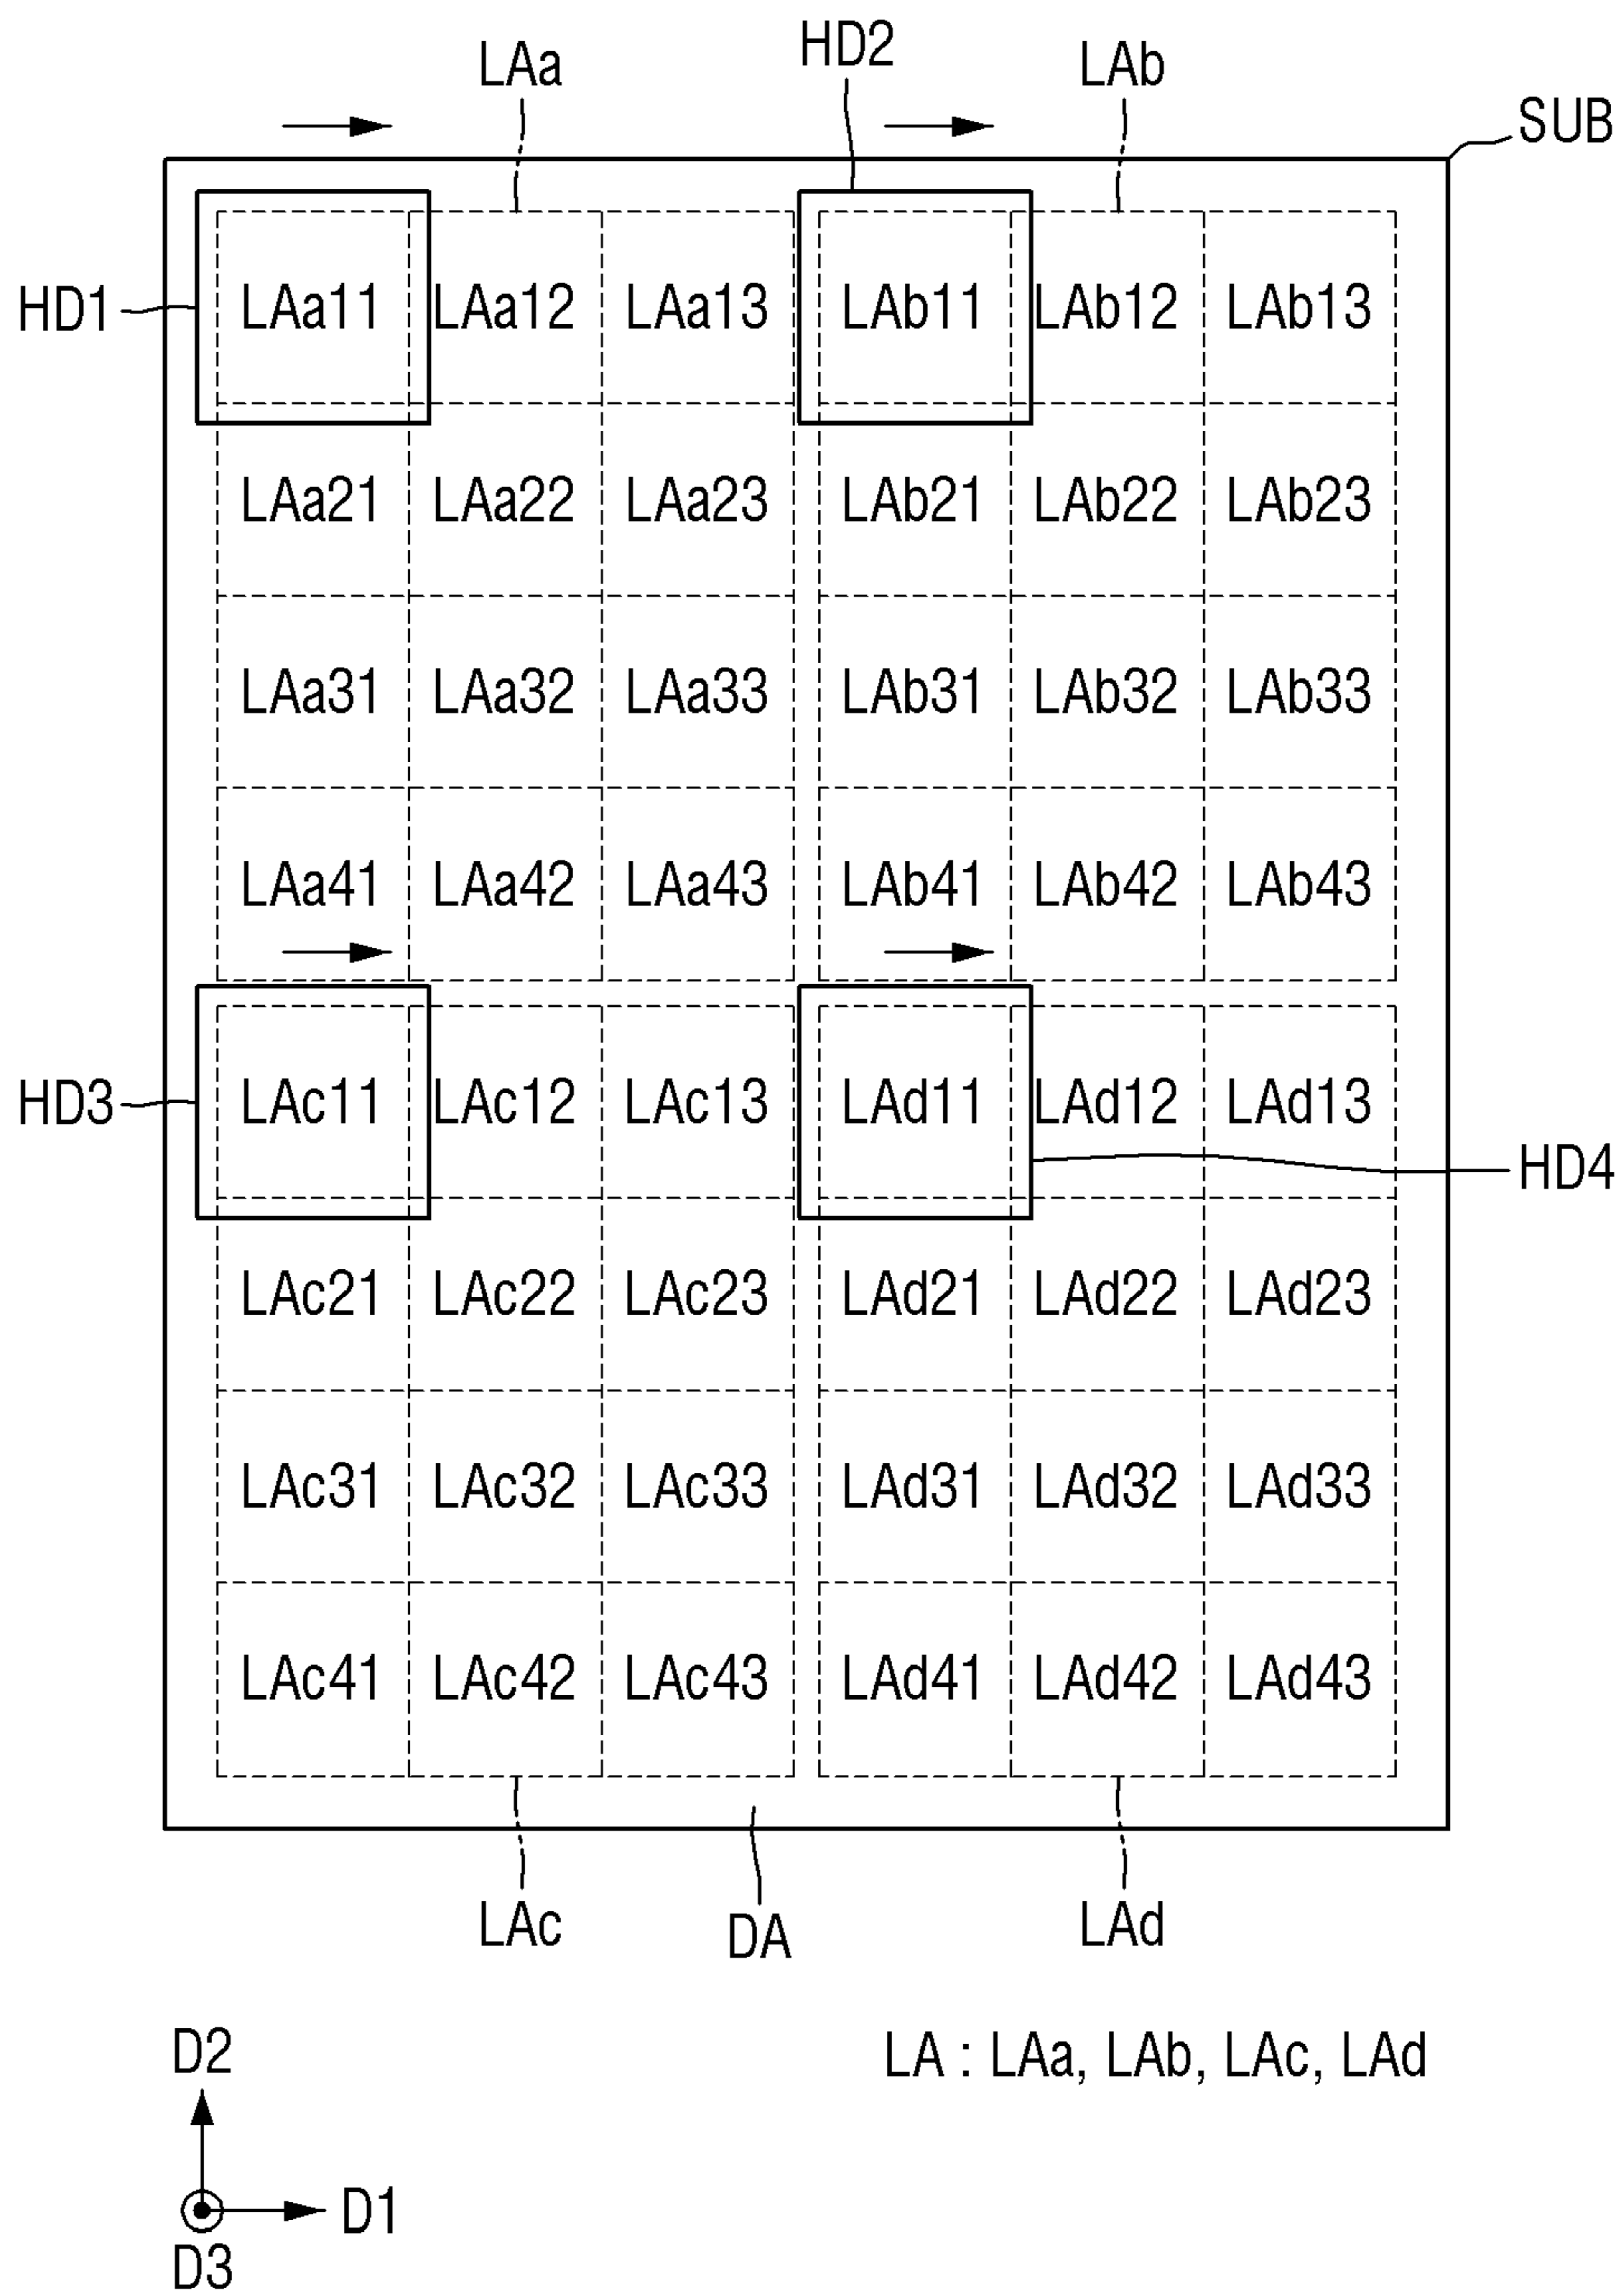 HD2
LAa LAb
SUB
HD1 LAa11 LAa12 LAa13 LAb11 LAb12 LAb13
LAa21 LAa22 LAa23 LAb21 LAb22 LAb23
LAa31 LAa32 LAa33 LAb31 LAb32 LAb33
LAa41 LAa42 LAa43 LAb41 LAb42 LAb43
HD3 LAc11 LAc12 LAc13 LAd11 LAd12 LAd13
HD4
LAc21 LAc22 LAc23 LAd21 LAd22 LAd23
LAc31 LAc32 LAc33 LAd31 LAd32 LAd33
LAc41 LAc42 LAc43 LAd41 LAd42 LAd43
LAc DA LAd
D2
LA : LAa, LAb, LAc, LAd
D1
D3